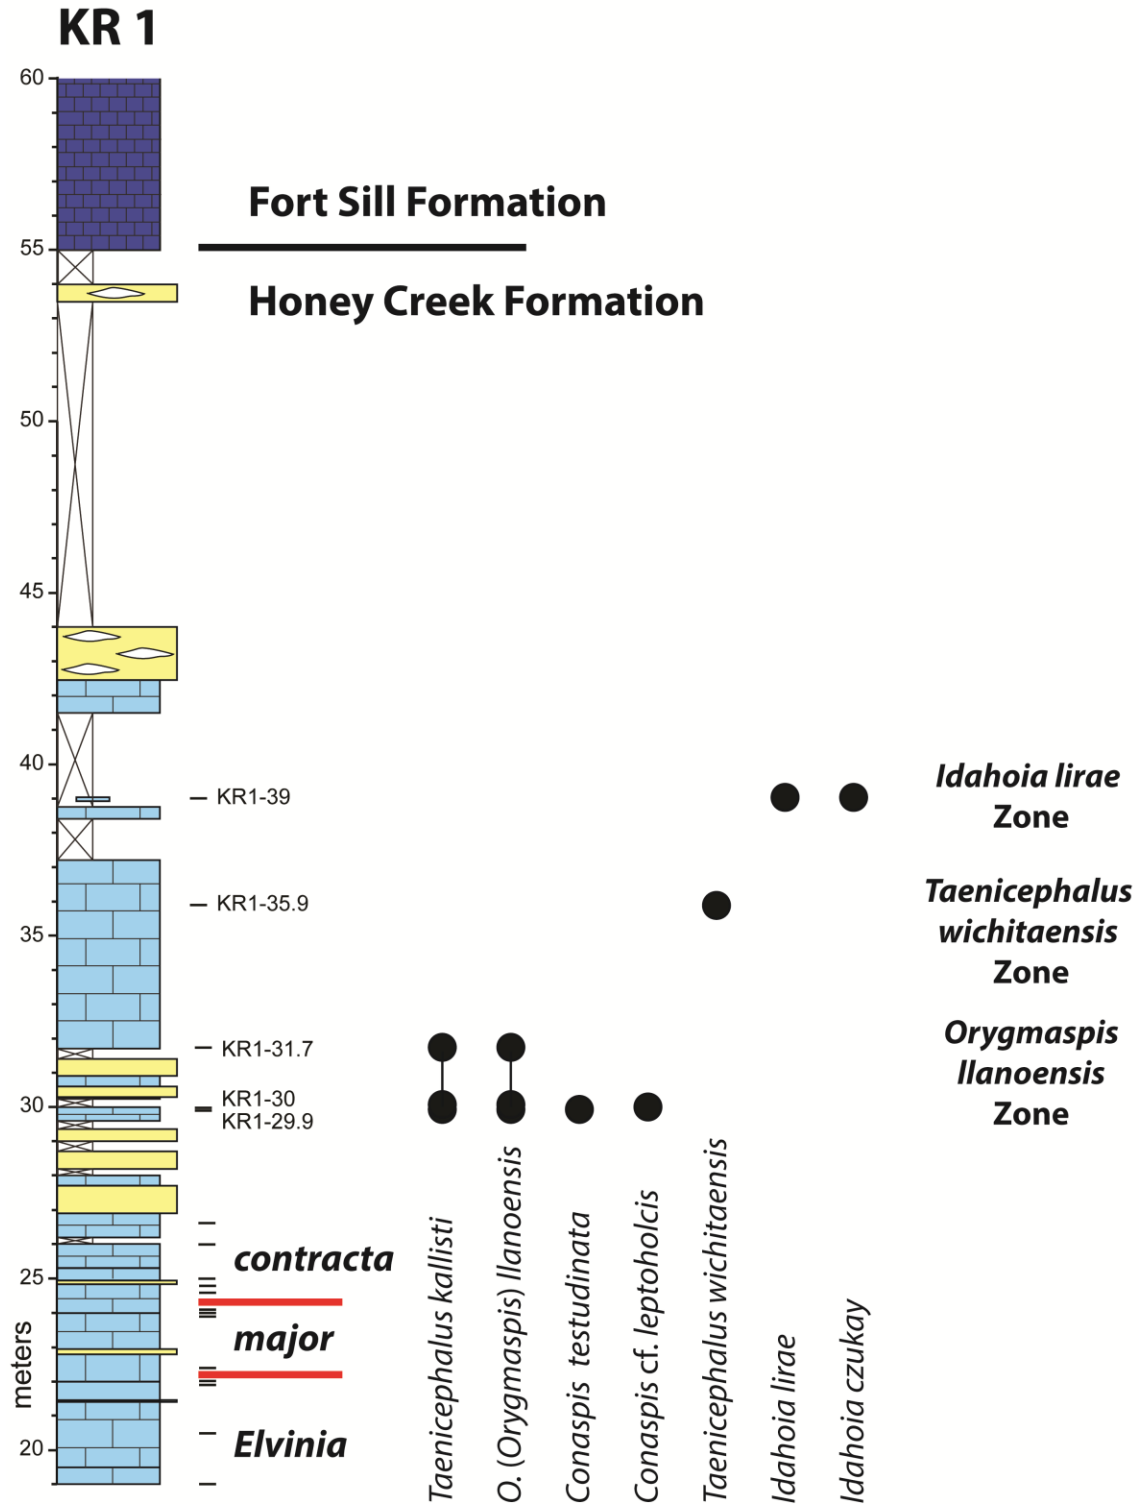 KR 1
60
Fort Sill Formation
55
Honey Creek Formation
50
45
40
KR1-39
Idahoia lirae
Zone
KR1-35.9
Taenicephalus
wichitaensis
Zone
35
KR1-31.7
Orygmaspis
llanoensis
Zone
30
KR1-30
KR1-29.9
contracta
25
major
Elvinia
20
meters
Taenicephalus kallisti
O. (Orygmaspis) llanoensis
Conaspis testudinata
Conaspis cf. leptoholcis
Taenicephalus wichitaensis
Idahoia lirae
Idahoia czukay